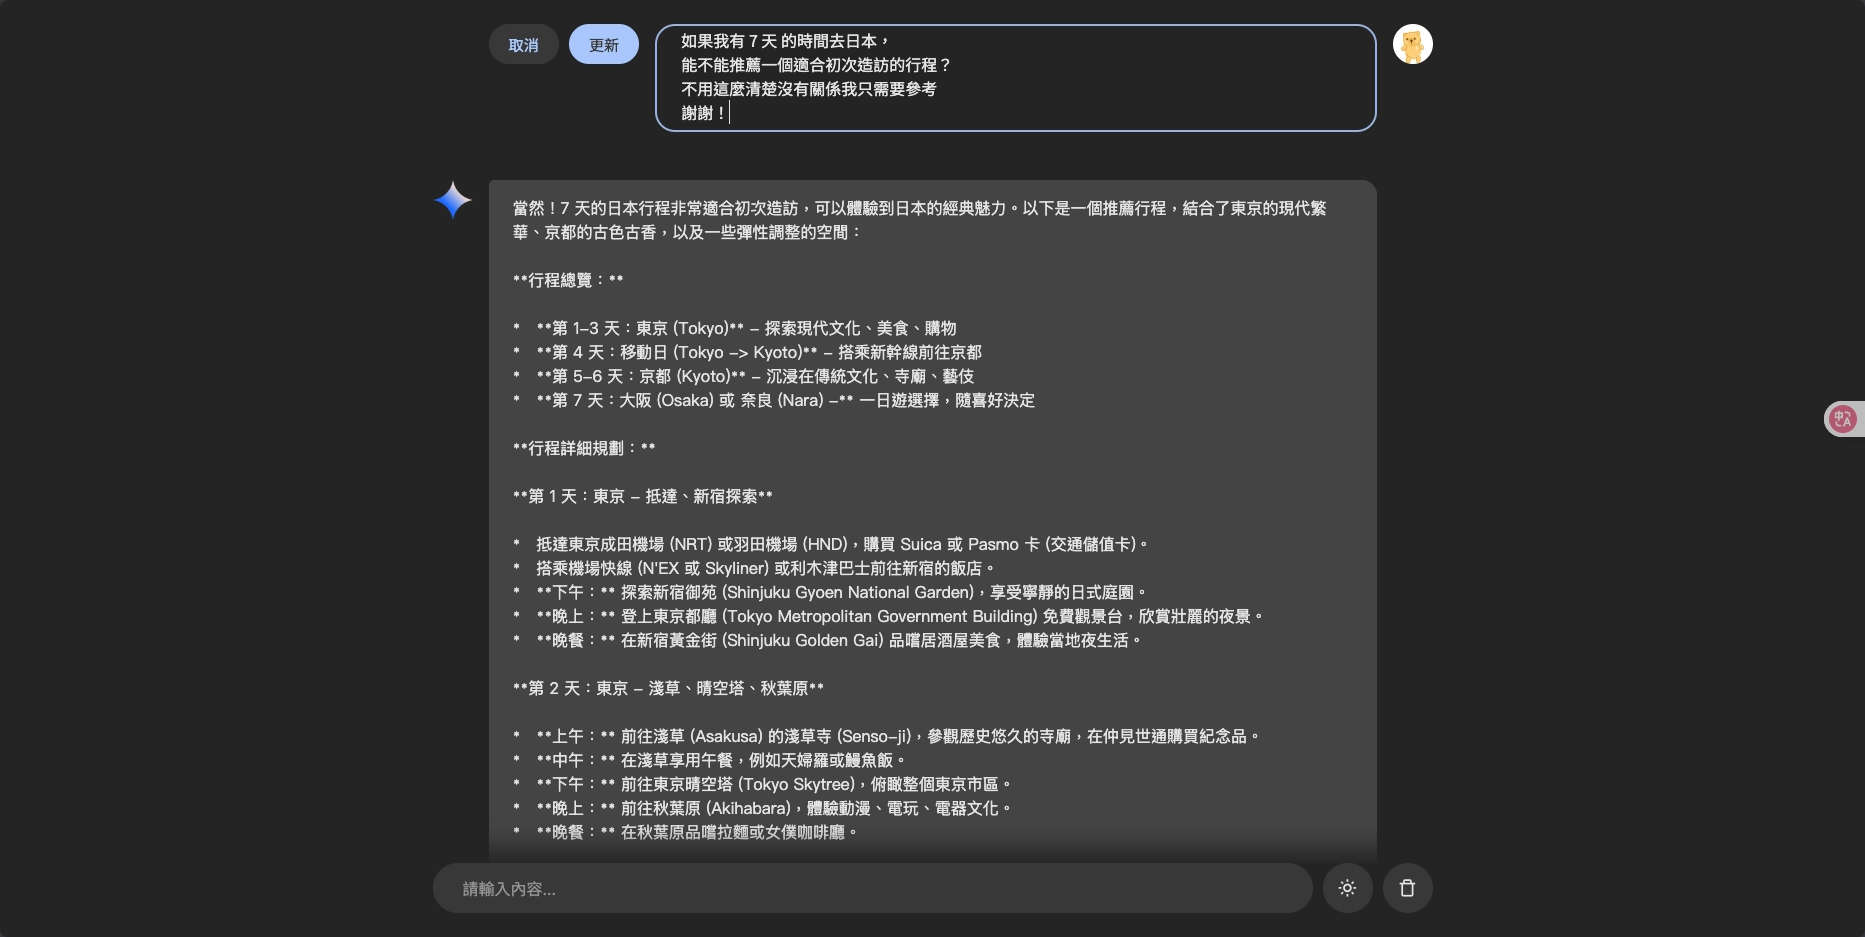 取消
更新
如果我有 7 天 的時間去日本，
能不能推薦一個適合初次造訪的行程？
不用這麼清楚沒有關係我只需要參考
謝謝！
當然！7 天的日本行程非常適合初次造訪，可以體驗到日本的經典魅力。以下是一個推薦行程，結合了東京的現代繁
華、京都的古色古香，以及一些彈性調整的空間：
**行程總覽：**
*   **第 1-3 天：東京 (Tokyo)** - 探索現代文化、美食、購物
*   **第 4 天：移動日 (Tokyo -> Kyoto)** - 搭乘新幹線前往京都
*   **第 5-6 天：京都 (Kyoto)** - 沉浸在傳統文化、寺廟、藝伎
*   **第 7 天：大阪 (Osaka) 或 奈良 (Nara) -** 一日遊選擇，隨喜好決定
**行程詳細規劃：**
**第 1 天：東京 - 抵達、新宿探索**
*   抵達東京成田機場 (NRT) 或羽田機場 (HND)，購買 Suica 或 Pasmo 卡 (交通儲值卡)。
*   搭乘機場快線 (N'EX 或 Skyliner) 或利木津巴士前往新宿的飯店。
*   **下午：** 探索新宿御苑 (Shinjuku Gyoen National Garden)，享受寧靜的日式庭園。
*   **晚上：** 登上東京都廳 (Tokyo Metropolitan Government Building) 免費觀景台，欣賞壯麗的夜景。
*   **晚餐：** 在新宿黃金街 (Shinjuku Golden Gai) 品嚐居酒屋美食，體驗當地夜生活。
**第 2 天：東京 - 淺草、晴空塔、秋葉原**
*   **上午：** 前往淺草 (Asakusa) 的淺草寺 (Senso-ji)，參觀歷史悠久的寺廟，在仲見世通購買紀念品。
*   **中午：** 在淺草享用午餐，例如天婦羅或鰻魚飯。
*   **下午：** 前往東京晴空塔 (Tokyo Skytree)，俯瞰整個東京市區。
*   **晚上：** 前往秋葉原 (Akihabara)，體驗動漫、電玩、電器文化。
*   **晚餐：** 在秋葉原品嚐拉麵或女僕咖啡廳。
請輸入內容...